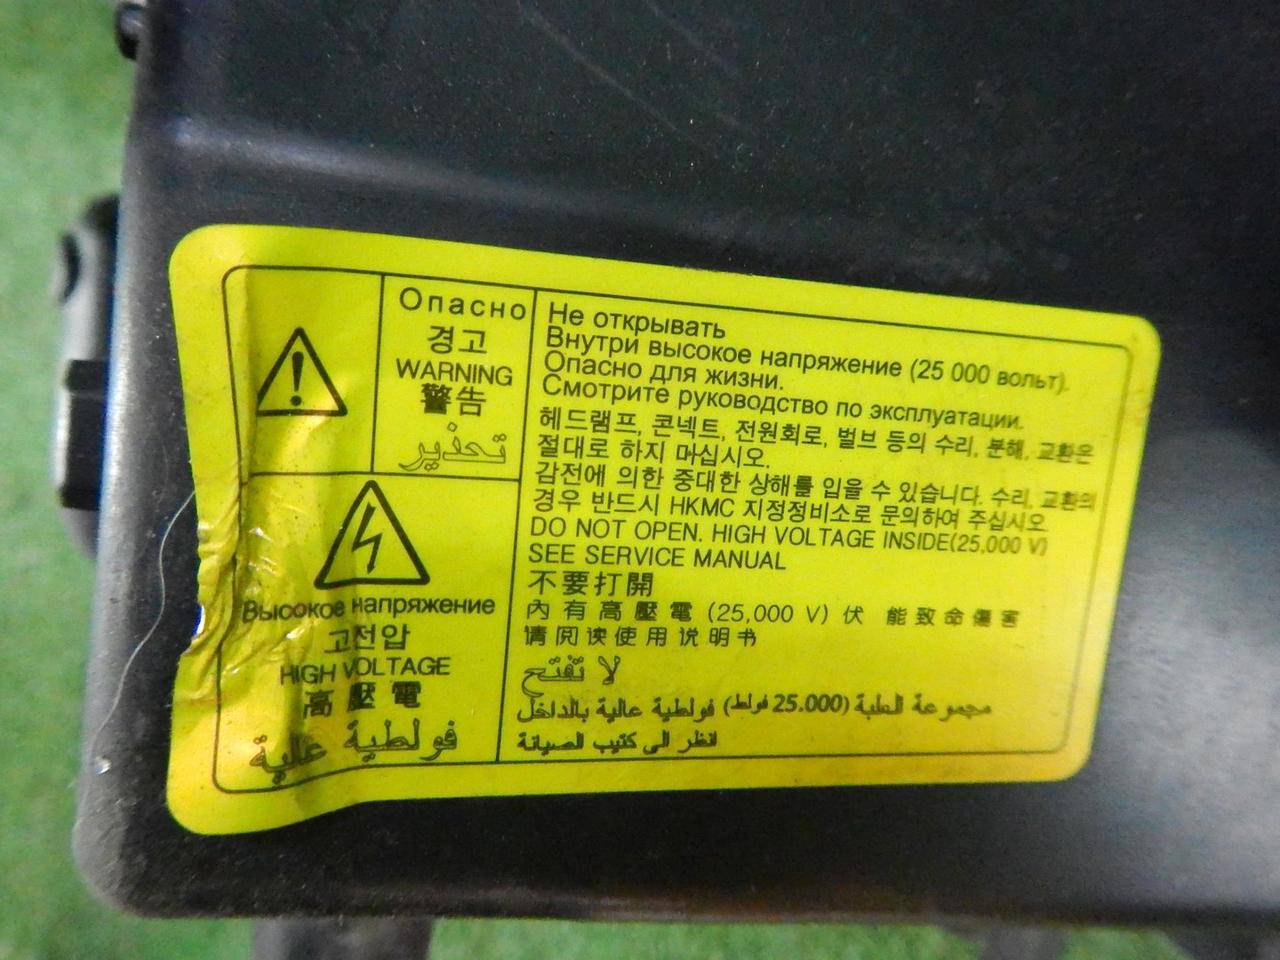 Опасно
경고
WARNING
警告
تحذير
Высокое напряжение
고전압
HIGH VOLTAGE
高壓電
فولطية عالية
Не открывать
Внутри высокое напряжение (25 000 вольт).
Опасно для жизни.
Смотрите руководство по эксплуатации.
헤드램프, 콘넥트, 전원회로, 벌브 등의 수리, 분해, 교환은
절대로 하지 마십시오.
감전에 의한 중대한 상해를 입을 수 있습니다. 수리, 교환의
경우 반드시 HKMC 지정정비소로 문의하여 주십시오
DO NOT OPEN. HIGH VOLTAGE INSIDE(25,000 V)
SEE SERVICE MANUAL
不要打開
內有高壓電 (25,000 V) 伏 能致命傷害
请阅读使用说明书
لا تفتح
مجموعة الطبة (25.000 فولط) فولطية عالية بالداخل
انظر الى كتيب الصيانة